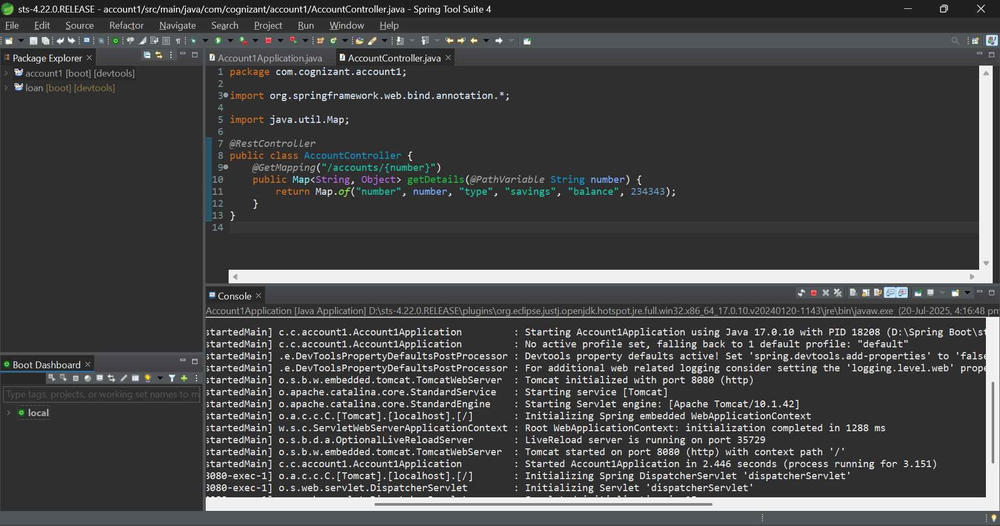 sts-4.22.0.RELEASE - account1/src/main/java/com/cognizant/account1/AccountController.java - Spring Tool Suite 4
File Edit Source Refactor Navigate Search Project Run Window Help
Package Explorer
account1 [boot] [devtools]
loan [boot] [devtools]
Account1Application.java AccountController.java
1 package com.cognizant.account1;
2
3 import org.springframework.web.bind.annotation.*;
4
5 import java.util.Map;
6
7 @RestController
8 public class AccountController {
9 @GetMapping("/accounts/{number}")
10 public Map<String, Object> getDetails(@PathVariable String number) {
11 return Map.of("number", number, "type", "savings", "balance", 234343);
12 }
13 }
14
Boot Dashboard
Type tags, projects, or working set names to m
local
Console
Account1Application [Java Application] D:\sts-4.22.0.RELEASE\plugins\org.eclipse.justj.openjdk.hotspot.jre.full.win32.x86_64_17.0.10.v20240120-1143\jre\bin\javaw.exe (20-Jul-2025, 4:16:48 pm
startedMain] c.c.account1.Account1Application : Starting Account1Application using Java 17.0.10 with PID 18208 (D:\Spring Boot\st
startedMain] c.c.account1.Account1Application : No active profile set, falling back to 1 default profile: "default"
startedMain] .e.DevToolsPropertyDefaultsPostProcessor : Devtools property defaults active! Set 'spring.devtools.add-properties' to 'false
startedMain] .e.DevToolsPropertyDefaultsPostProcessor : For additional web related logging consider setting the 'logging.level.web' prope
startedMain] o.s.b.w.embedded.tomcat.TomcatWebServer : Tomcat initialized with port 8080 (http)
startedMain] o.apache.catalina.core.StandardService : Starting service [Tomcat]
startedMain] o.apache.catalina.core.StandardEngine : Starting Servlet engine: [Apache Tomcat/10.1.42]
startedMain] o.a.c.c.C.[Tomcat].[localhost].[/] : Initializing Spring embedded WebApplicationContext
startedMain] w.s.c.ServletWebServerApplicationContext : Root WebApplicationContext: initialization completed in 1288 ms
startedMain] o.s.b.d.a.OptionalLiveReloadServer : LiveReload server is running on port 35729
startedMain] o.s.b.w.embedded.tomcat.TomcatWebServer : Tomcat started on port 8080 (http) with context path '/'
startedMain] c.c.account1.Account1Application : Started Account1Application in 2.446 seconds (process running for 3.151)
8080-exec-1] o.a.c.c.C.[Tomcat].[localhost].[/] : Initializing Spring DispatcherServlet 'dispatcherServlet'
8080-exec-1] o.s.web.servlet.DispatcherServlet : Initializing Servlet 'dispatcherServlet'